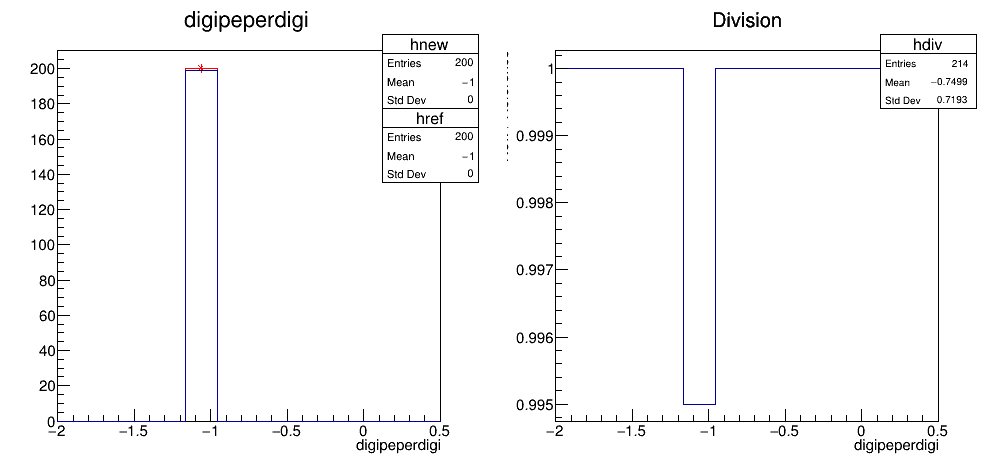 digipeperdigi
hnew
Entries 200
Mean −1
Std Dev 0
href
Entries 200
Mean −1
Std Dev 0
200
180
160
140
120
100
80
60
40
20
0
−2 −1.5 −1 −0.5 0 0.5
digipeperdigi
Division
hdiv
Entries 214
Mean −0.7499
Std Dev 0.7193
1
0.999
0.998
0.997
0.996
0.995
−2 −1.5 −1 −0.5 0 0.5
digipeperdigi